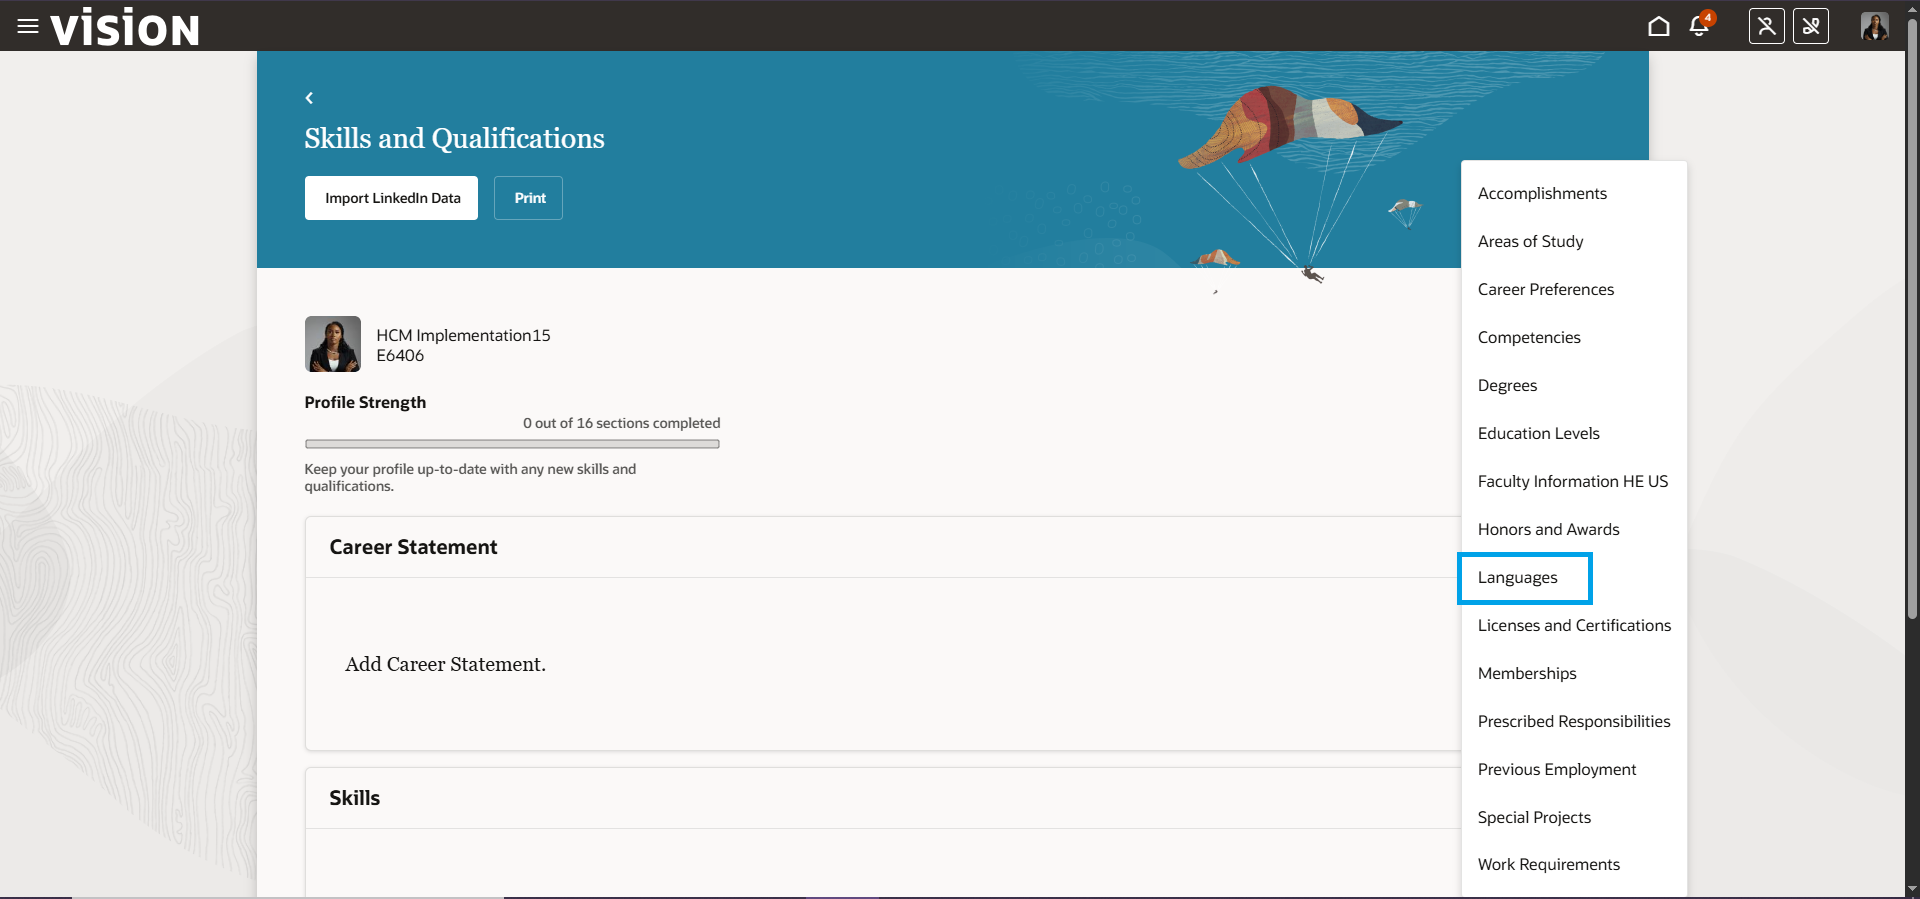 vision
4
Skills and Qualifications
Import LinkedIn Data
Print
HCM Implementation15
E6406
Profile Strength
0 out of 16 sections completed
Keep your profile up-to-date with any new skills and
qualifications.
Career Statement
Add Career Statement.
Skills
Accomplishments
Areas of Study
Career Preferences
Competencies
Degrees
Education Levels
Faculty Information HE US
Honors and Awards
Languages
Licenses and Certifications
Memberships
Prescribed Responsibilities
Previous Employment
Special Projects
Work Requirements